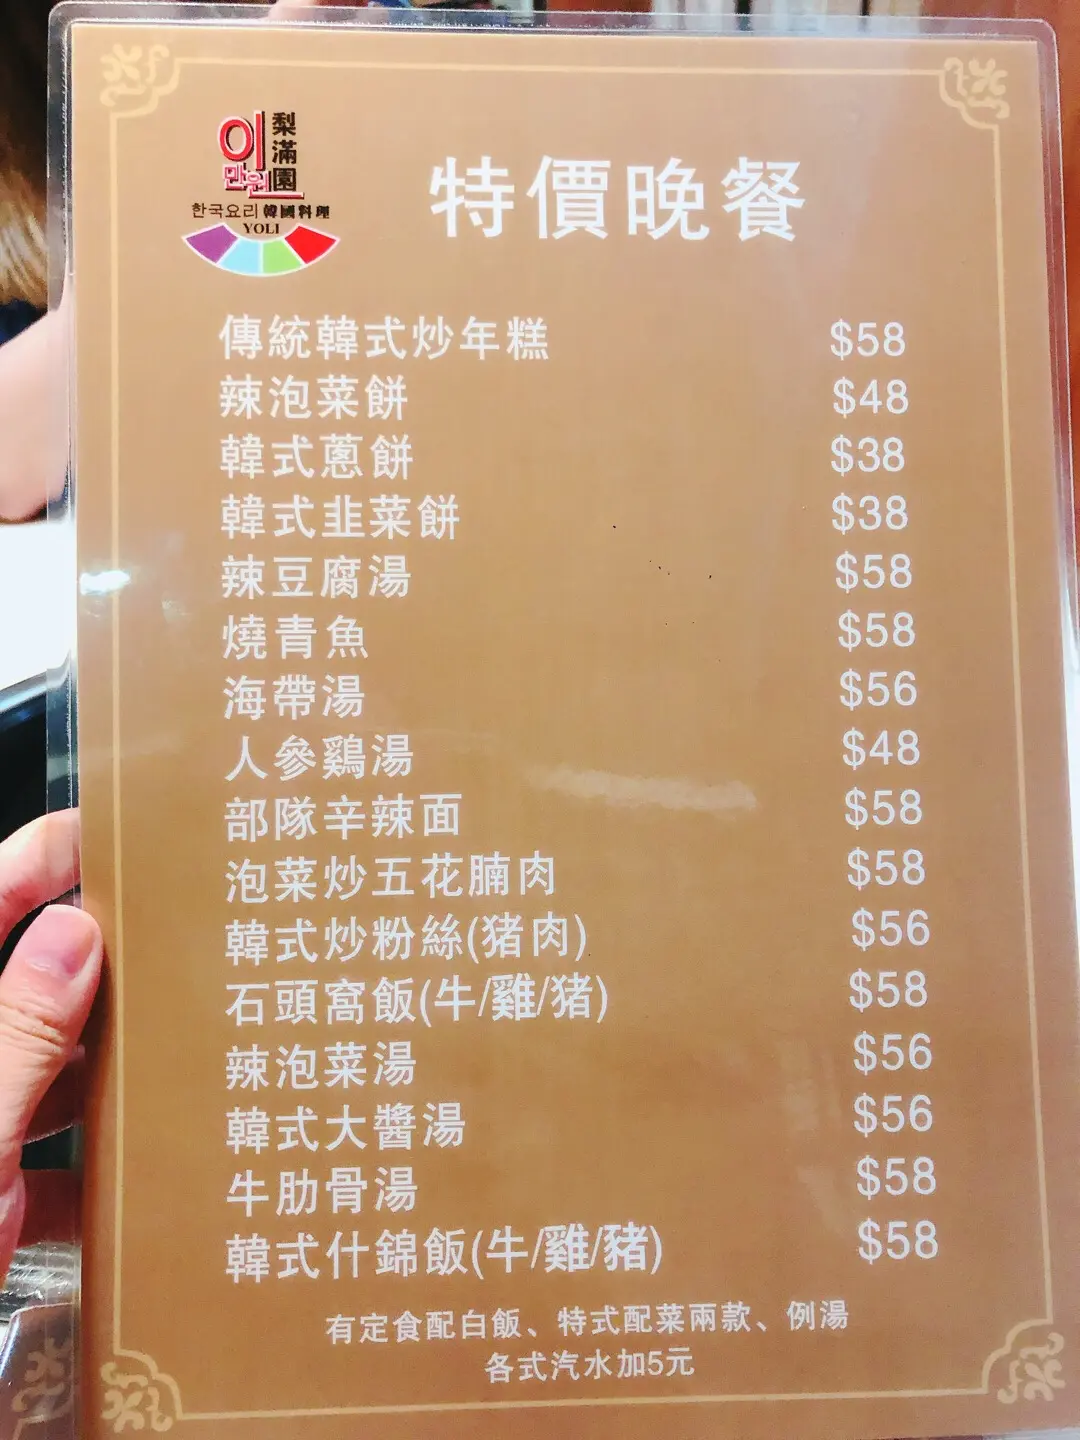 이만원
梨滿園
한국요리 韓國料理
YOLI
特價晚餐
傳統韓式炒年糕 $58
辣泡菜餅 $48
韓式蔥餅 $38
韓式韭菜餅 $38
辣豆腐湯 $58
燒青魚 $58
海帶湯 $56
人參鷄湯 $48
部隊辛辣面 $58
泡菜炒五花腩肉 $58
韓式炒粉絲(猪肉) $56
石頭窩飯(牛/雞/猪) $58
辣泡菜湯 $56
韓式大醬湯 $56
牛肋骨湯 $58
韓式什錦飯(牛/雞/豬) $58
有定食配白飯、特式配菜兩款、例湯
各式汽水加5元